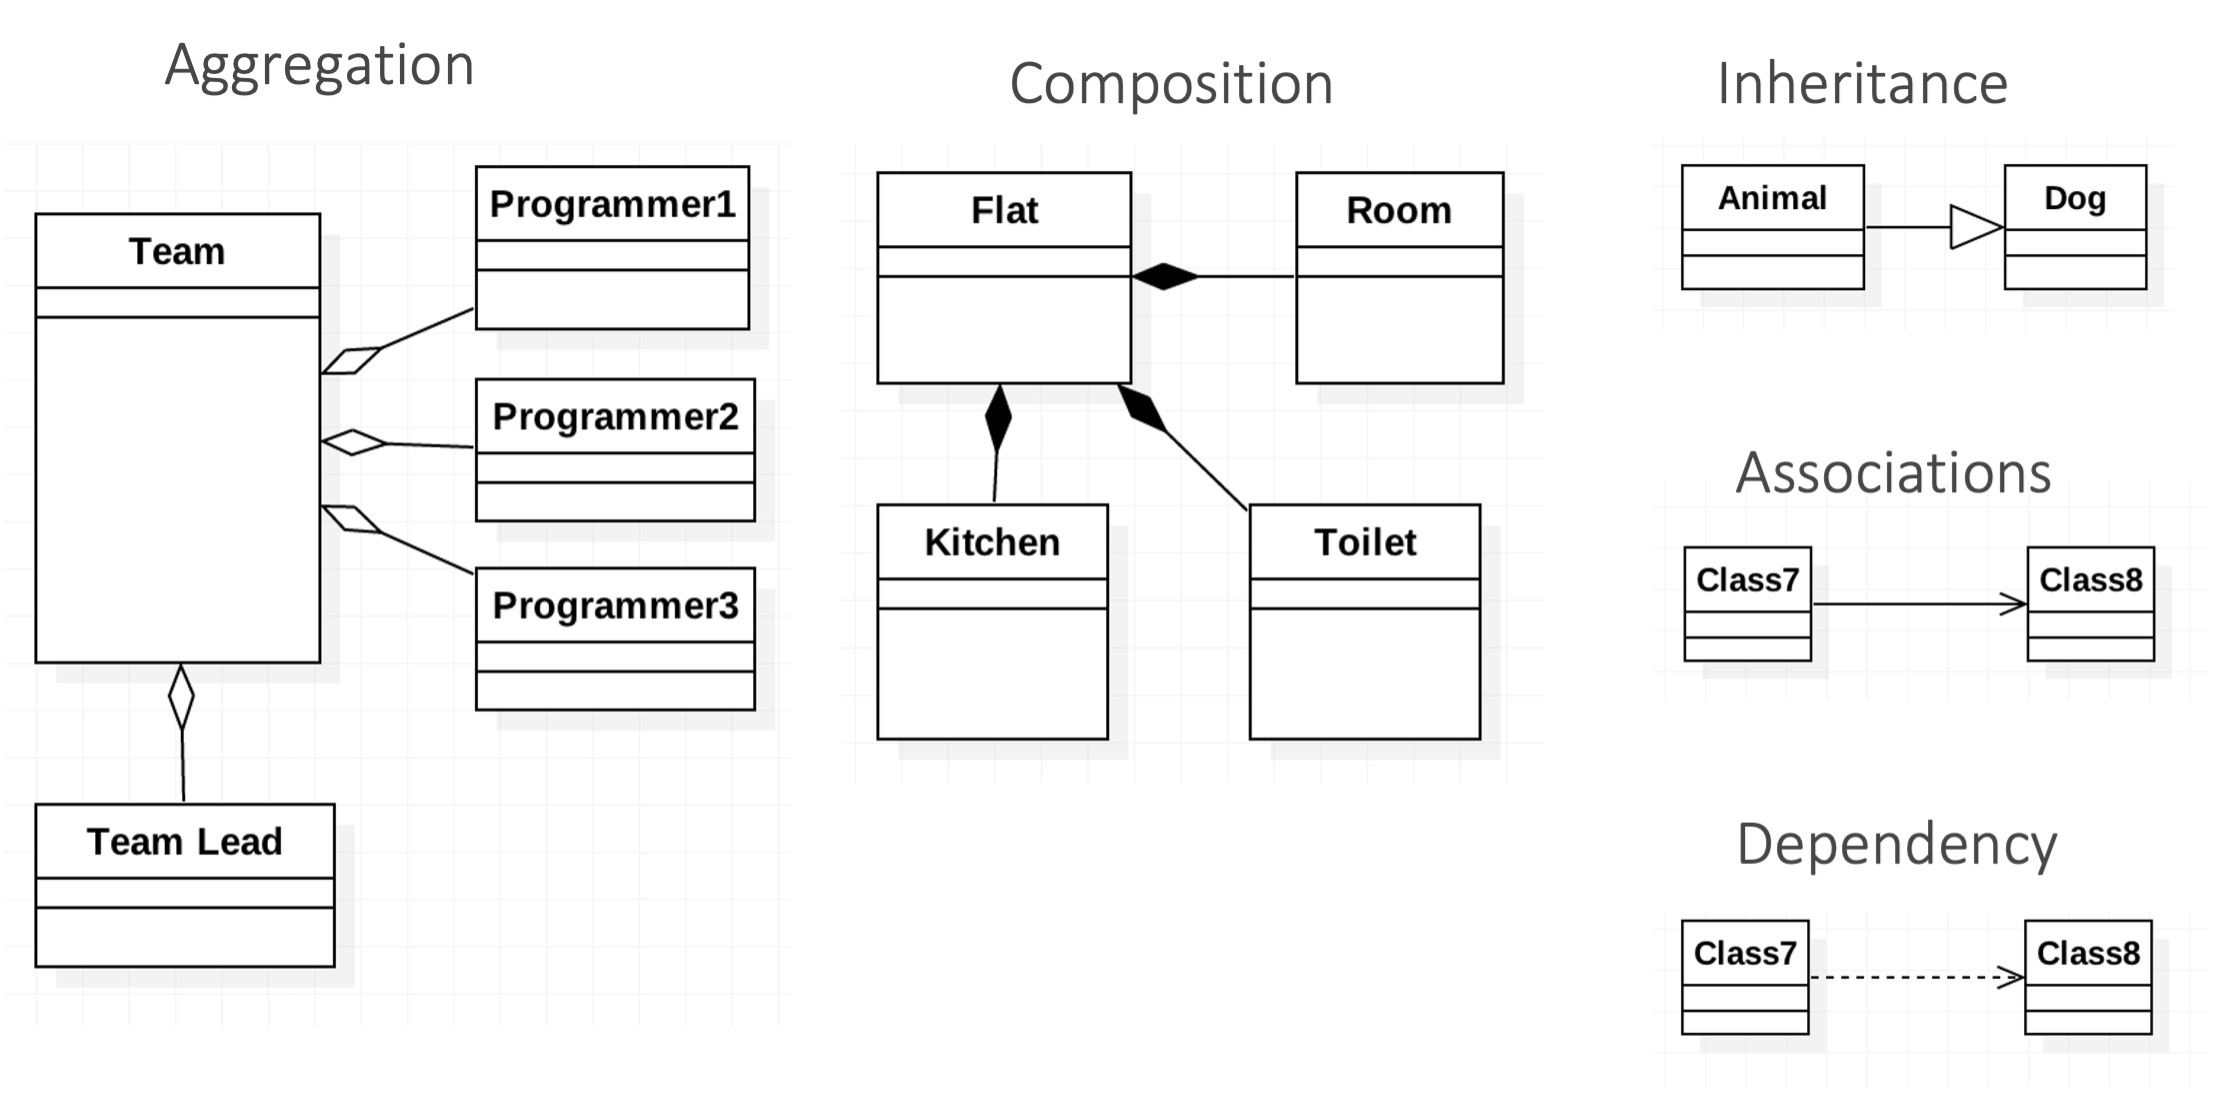 Aggregation
Team
Programmer1
Programmer2
Programmer3
Team Lead
Composition
Flat
Room
Kitchen
Toilet
Inheritance
Animal
Dog
Associations
Class7
Class8
Dependency
Class7
Class8